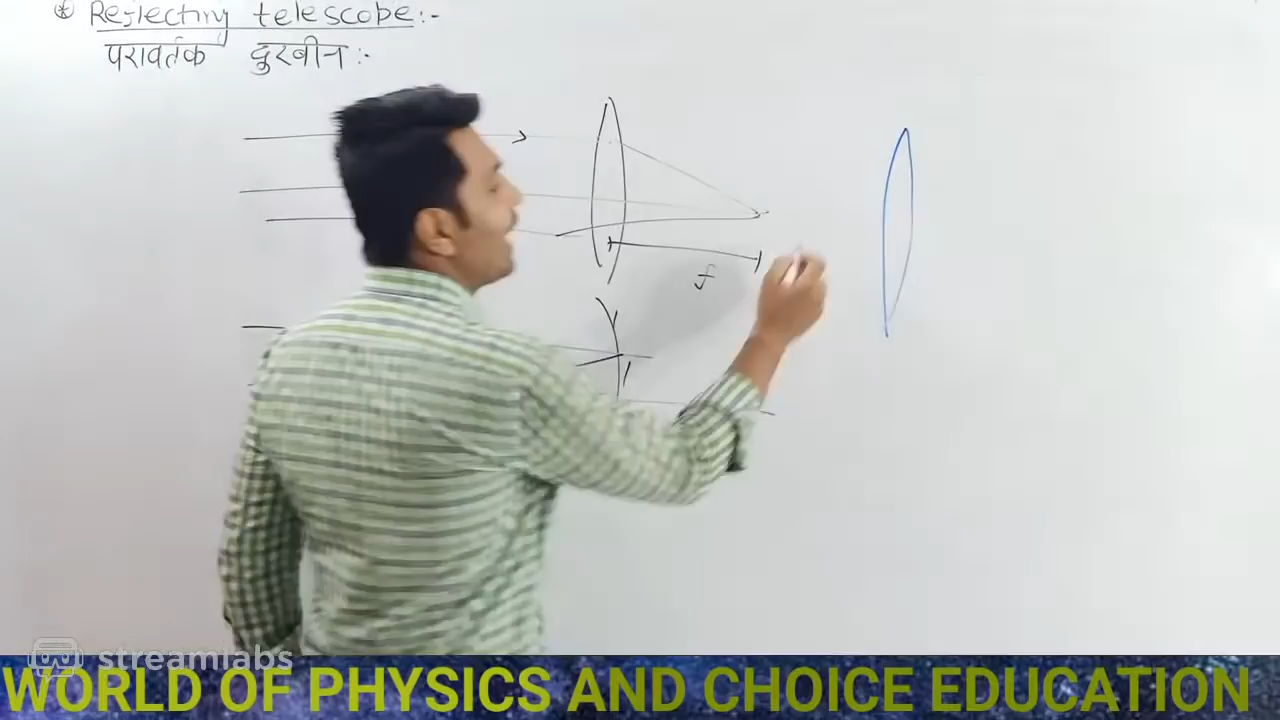 * Reflecting telescope:-
परावर्तक दुरबीन:-
f
streamlabs
WORLD OF PHYSICS AND CHOICE EDUCATION